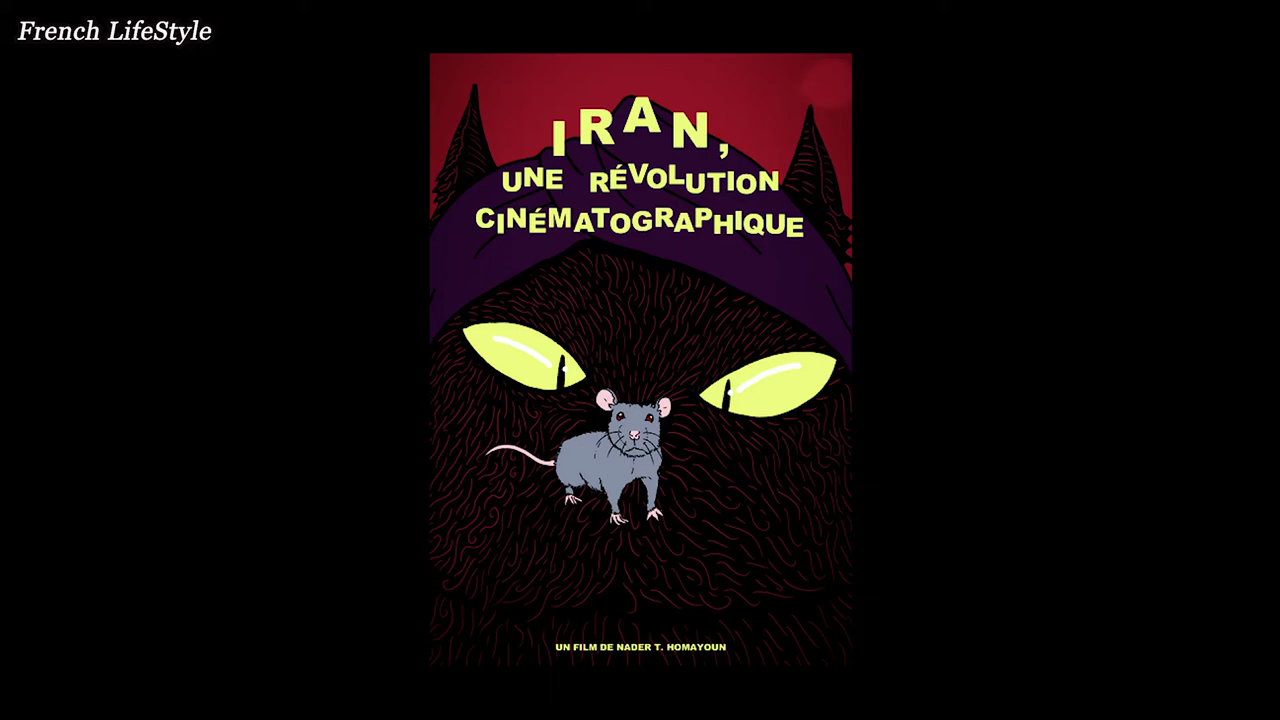 French LifeStyle
IRAN,
UNE RÉVOLUTION
CINÉMATOGRAPHIQUE
UN FILM DE NADER T. HOMAYOUN